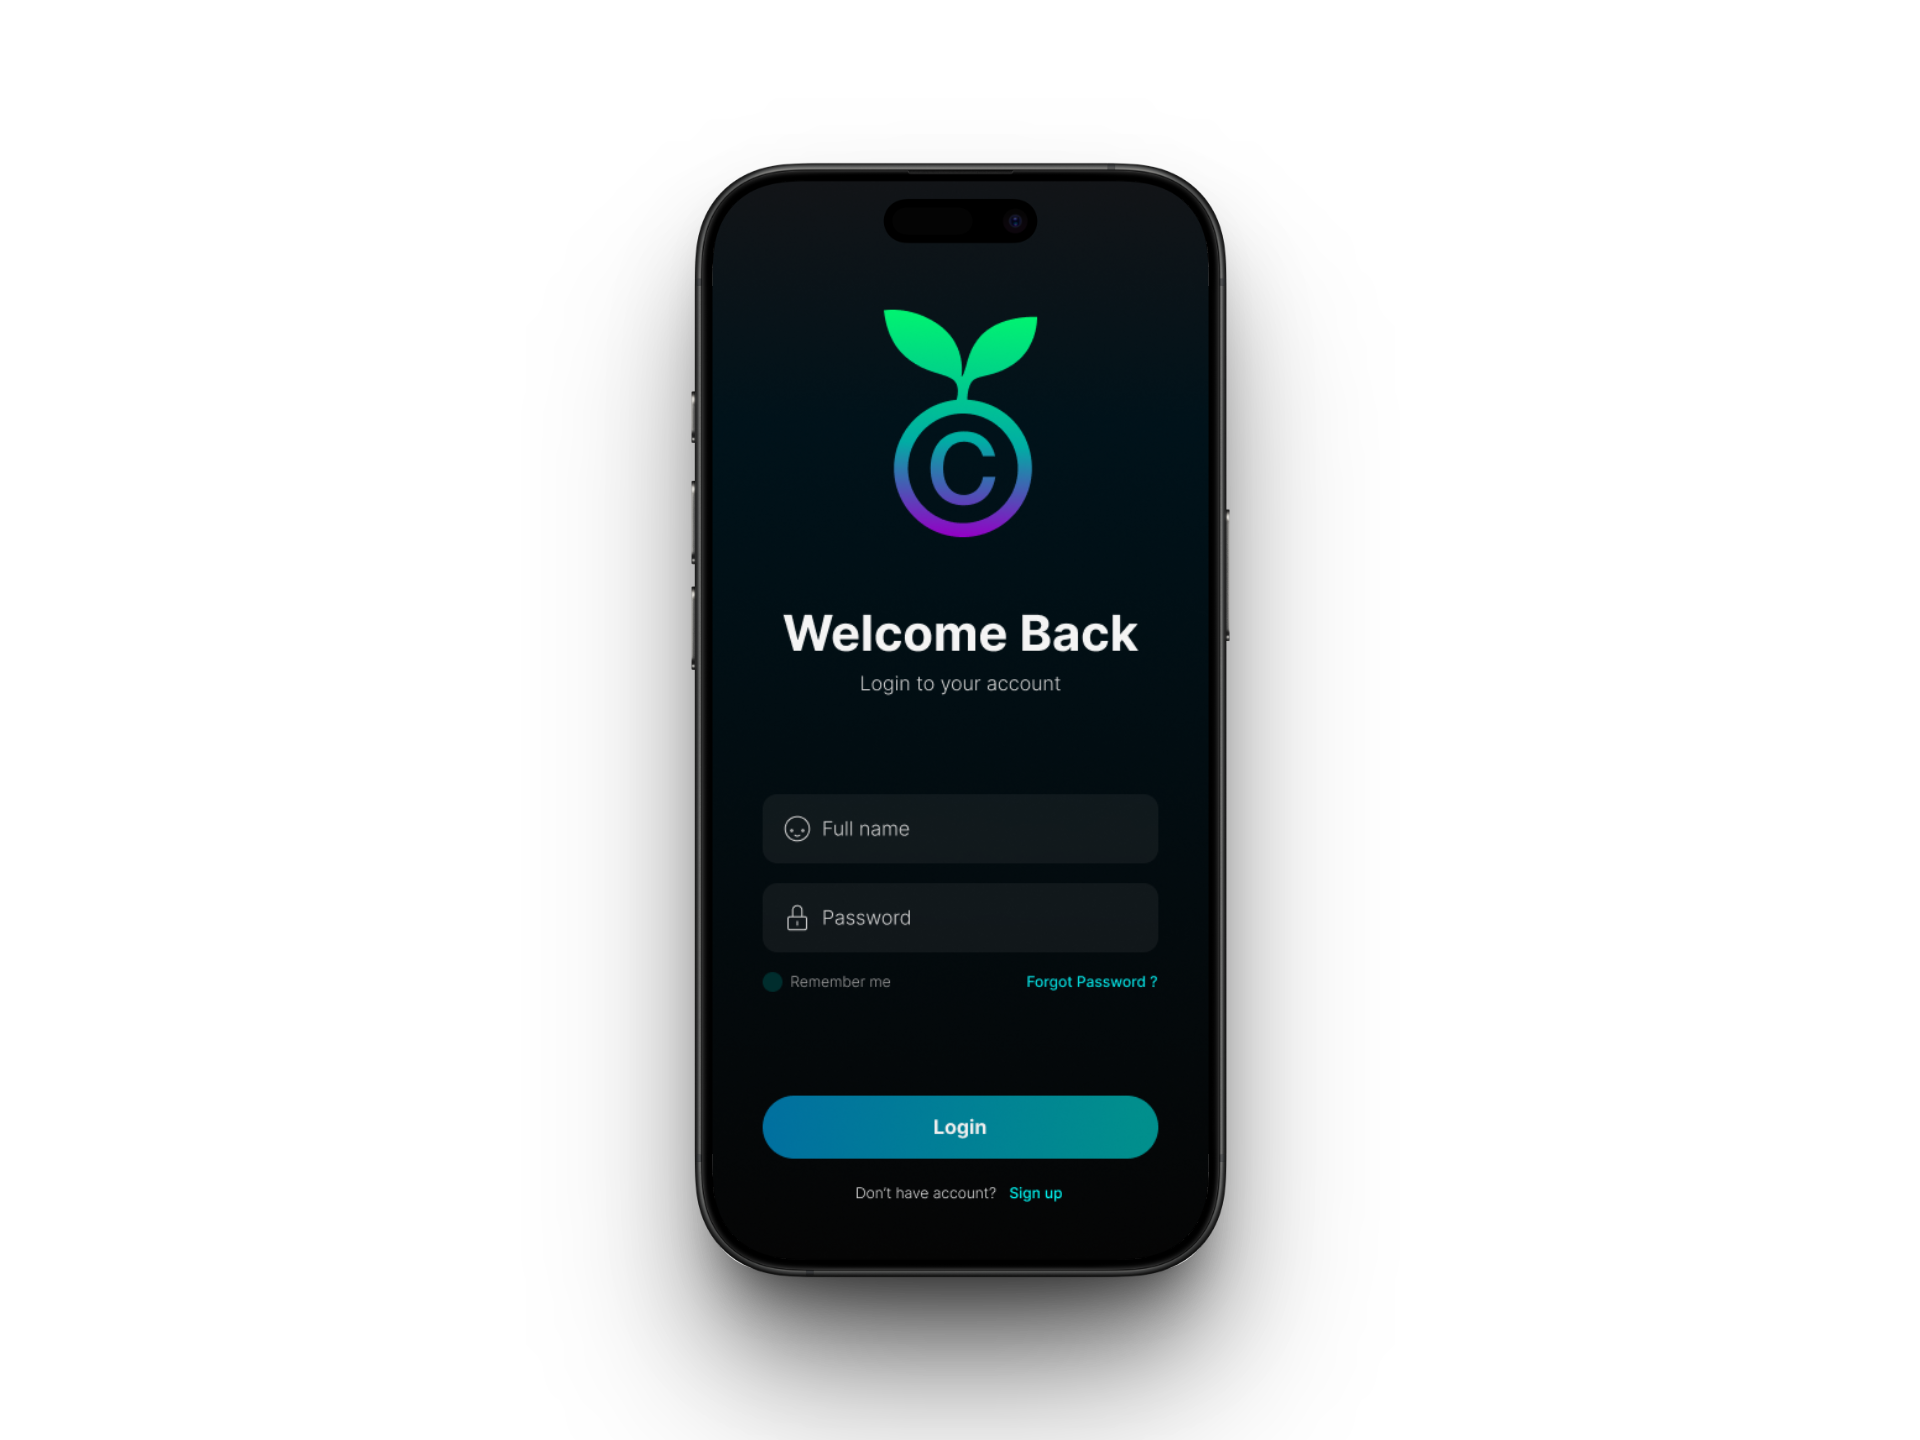 C
Welcome Back
Login to your account
Full name
Password
Remember me
Forgot Password ?
Login
Don't have account? Sign up